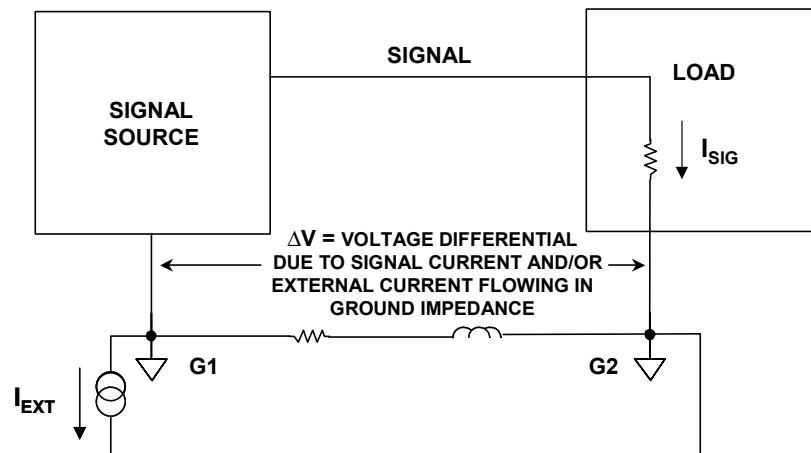 SIGNAL
LOAD
SIGNAL
SOURCE
I_SIG
ΔV = VOLTAGE DIFFERENTIAL
DUE TO SIGNAL CURRENT AND/OR
EXTERNAL CURRENT FLOWING IN
GROUND IMPEDANCE
G1
G2
I_EXT